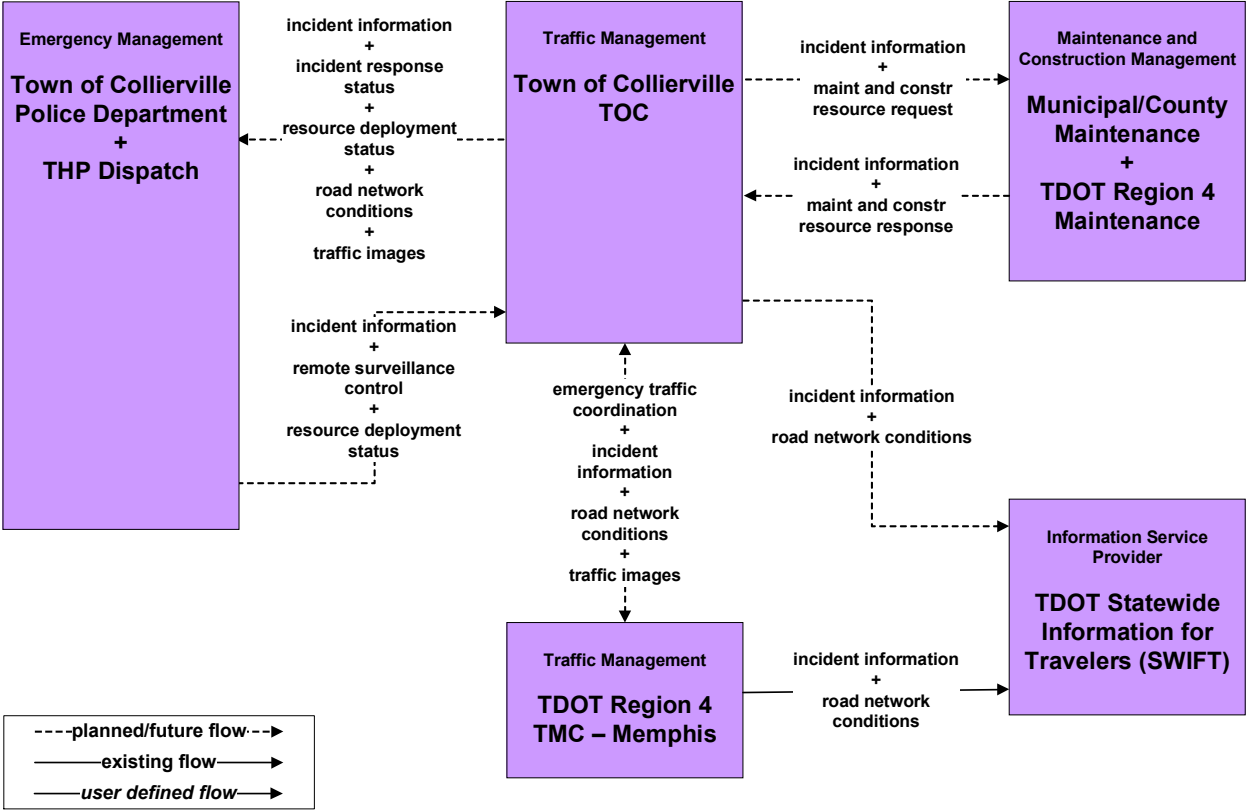 Emergency Management
Town of Collierville
Police Department
+
THP Dispatch
incident information
+
incident response
status
+
resource deployment
status
+
road network
conditions
+
traffic images
Traffic Management
Town of Collierville
TOC
incident information
+
maint and constr
resource request
incident information
+
maint and constr
resource response
Maintenance and
Construction Management
Municipal/County
Maintenance
+
TDOT Region 4
Maintenance
incident information
+
remote surveillance
control
+
resource deployment
status
emergency traffic
coordination
+
incident
information
+
road network
conditions
+
traffic images
incident information
+
road network conditions
Information Service
Provider
TDOT Statewide
Information for
Travelers (SWIFT)
Traffic Management
TDOT Region 4
TMC – Memphis
incident information
+
road network
conditions
planned/future flow
existing flow
user defined flow